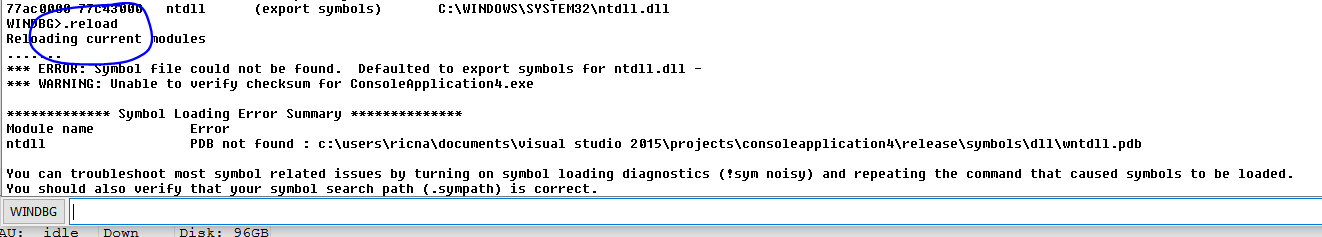 77ac0000 77c43000   ntdll      (export symbols)       C:\WINDOWS\SYSTEM32\ntdll.dll
WINDBG>.reload
Reloading current modules
.......
*** ERROR: Symbol file could not be found.  Defaulted to export symbols for ntdll.dll -
*** WARNING: Unable to verify checksum for ConsoleApplication4.exe
************* Symbol Loading Error Summary **************
Module name            Error
ntdll                  PDB not found : c:\users\ricna\documents\visual studio 2015\projects\consoleapplication4\release\symbols\dll\wntdll.pdb
You can troubleshoot most symbol related issues by turning on symbol loading diagnostics (!sym noisy) and repeating the command that caused symbols to be loaded.
You should also verify that your symbol search path (.sympath) is correct.
WINDBG
AU:  idle   Down    Disk: 96GB